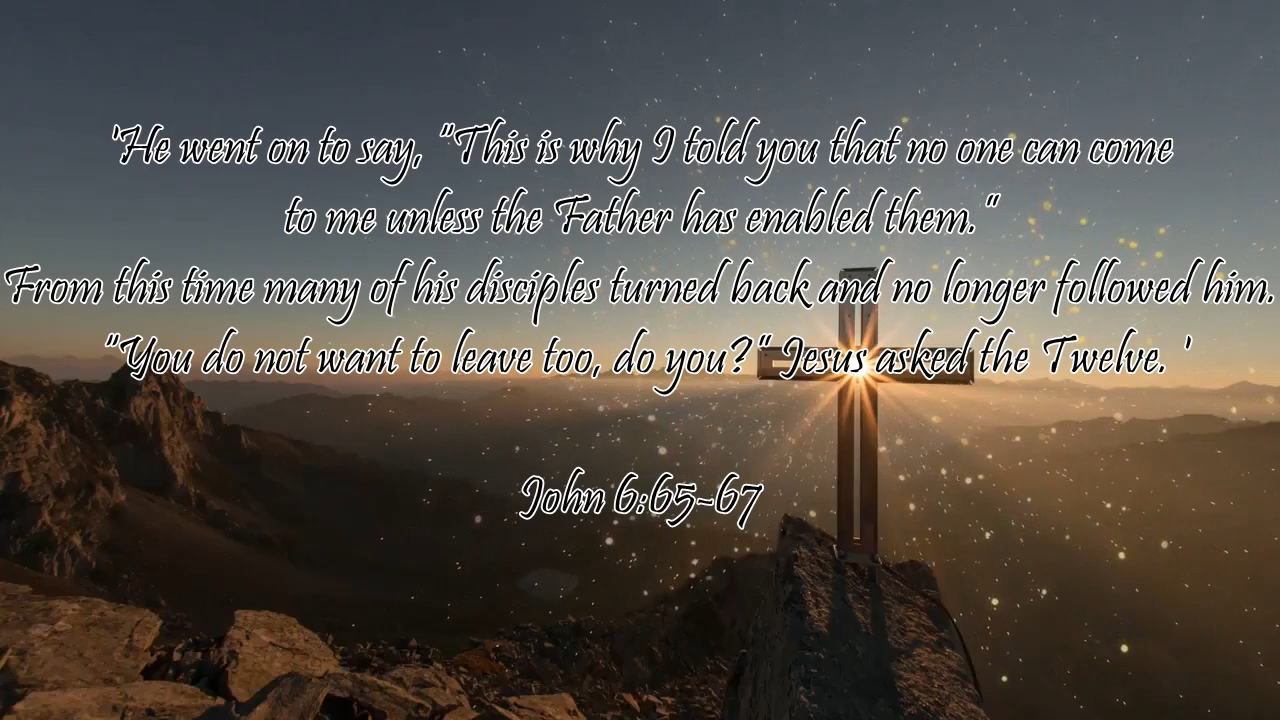 'He went on to say, "This is why I told you that no one can come
to me unless the Father has enabled them."
From this time many of his disciples turned back and no longer followed him.
"You do not want to leave too, do you?" Jesus asked the Twelve. '
John 6:65-67